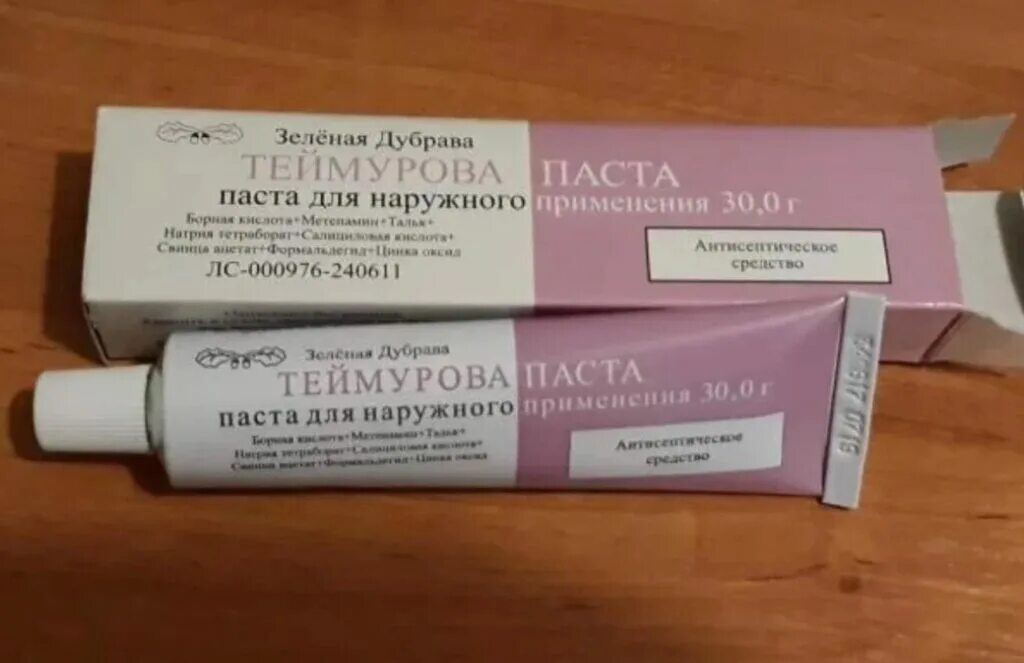 Зелёная Дубрава
ТЕЙМУРОВА ПАСТА
паста для наружного применения 30,0 г
Борная кислота+Метенамин+Тальк+
Натрия тетраборат+Салициловая кислота+
Свинца ацетат+Формальдегид+Цинка оксид
ЛС-000976-240611
Антисептическое
средство
Зелёная Дубрава
ТЕЙМУРОВА ПАСТА
паста для наружного применения 30,0 г
Борная кислота+Метенамин+Тальк+
Натрия тетраборат+Салициловая кислота+
Свинца ацетат+Формальдегид+Цинка оксид
Антисептическое
средство